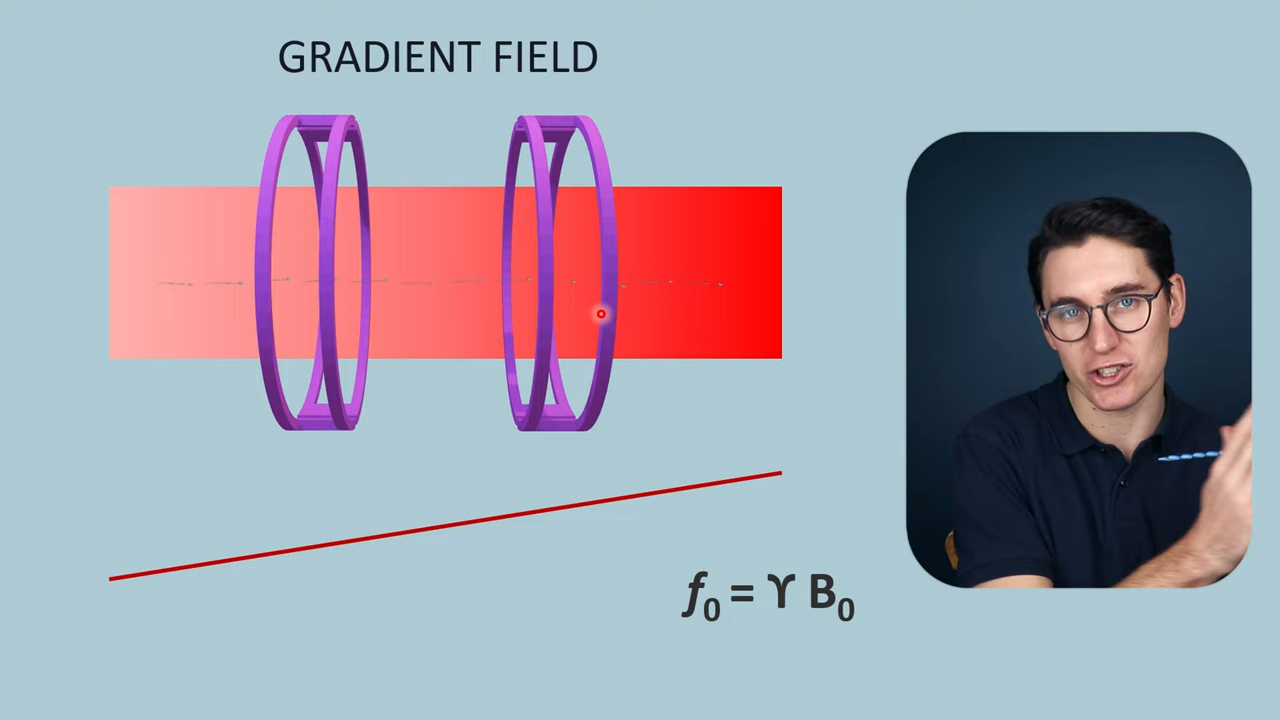 GRADIENT FIELD
f₀ = ϒ B₀